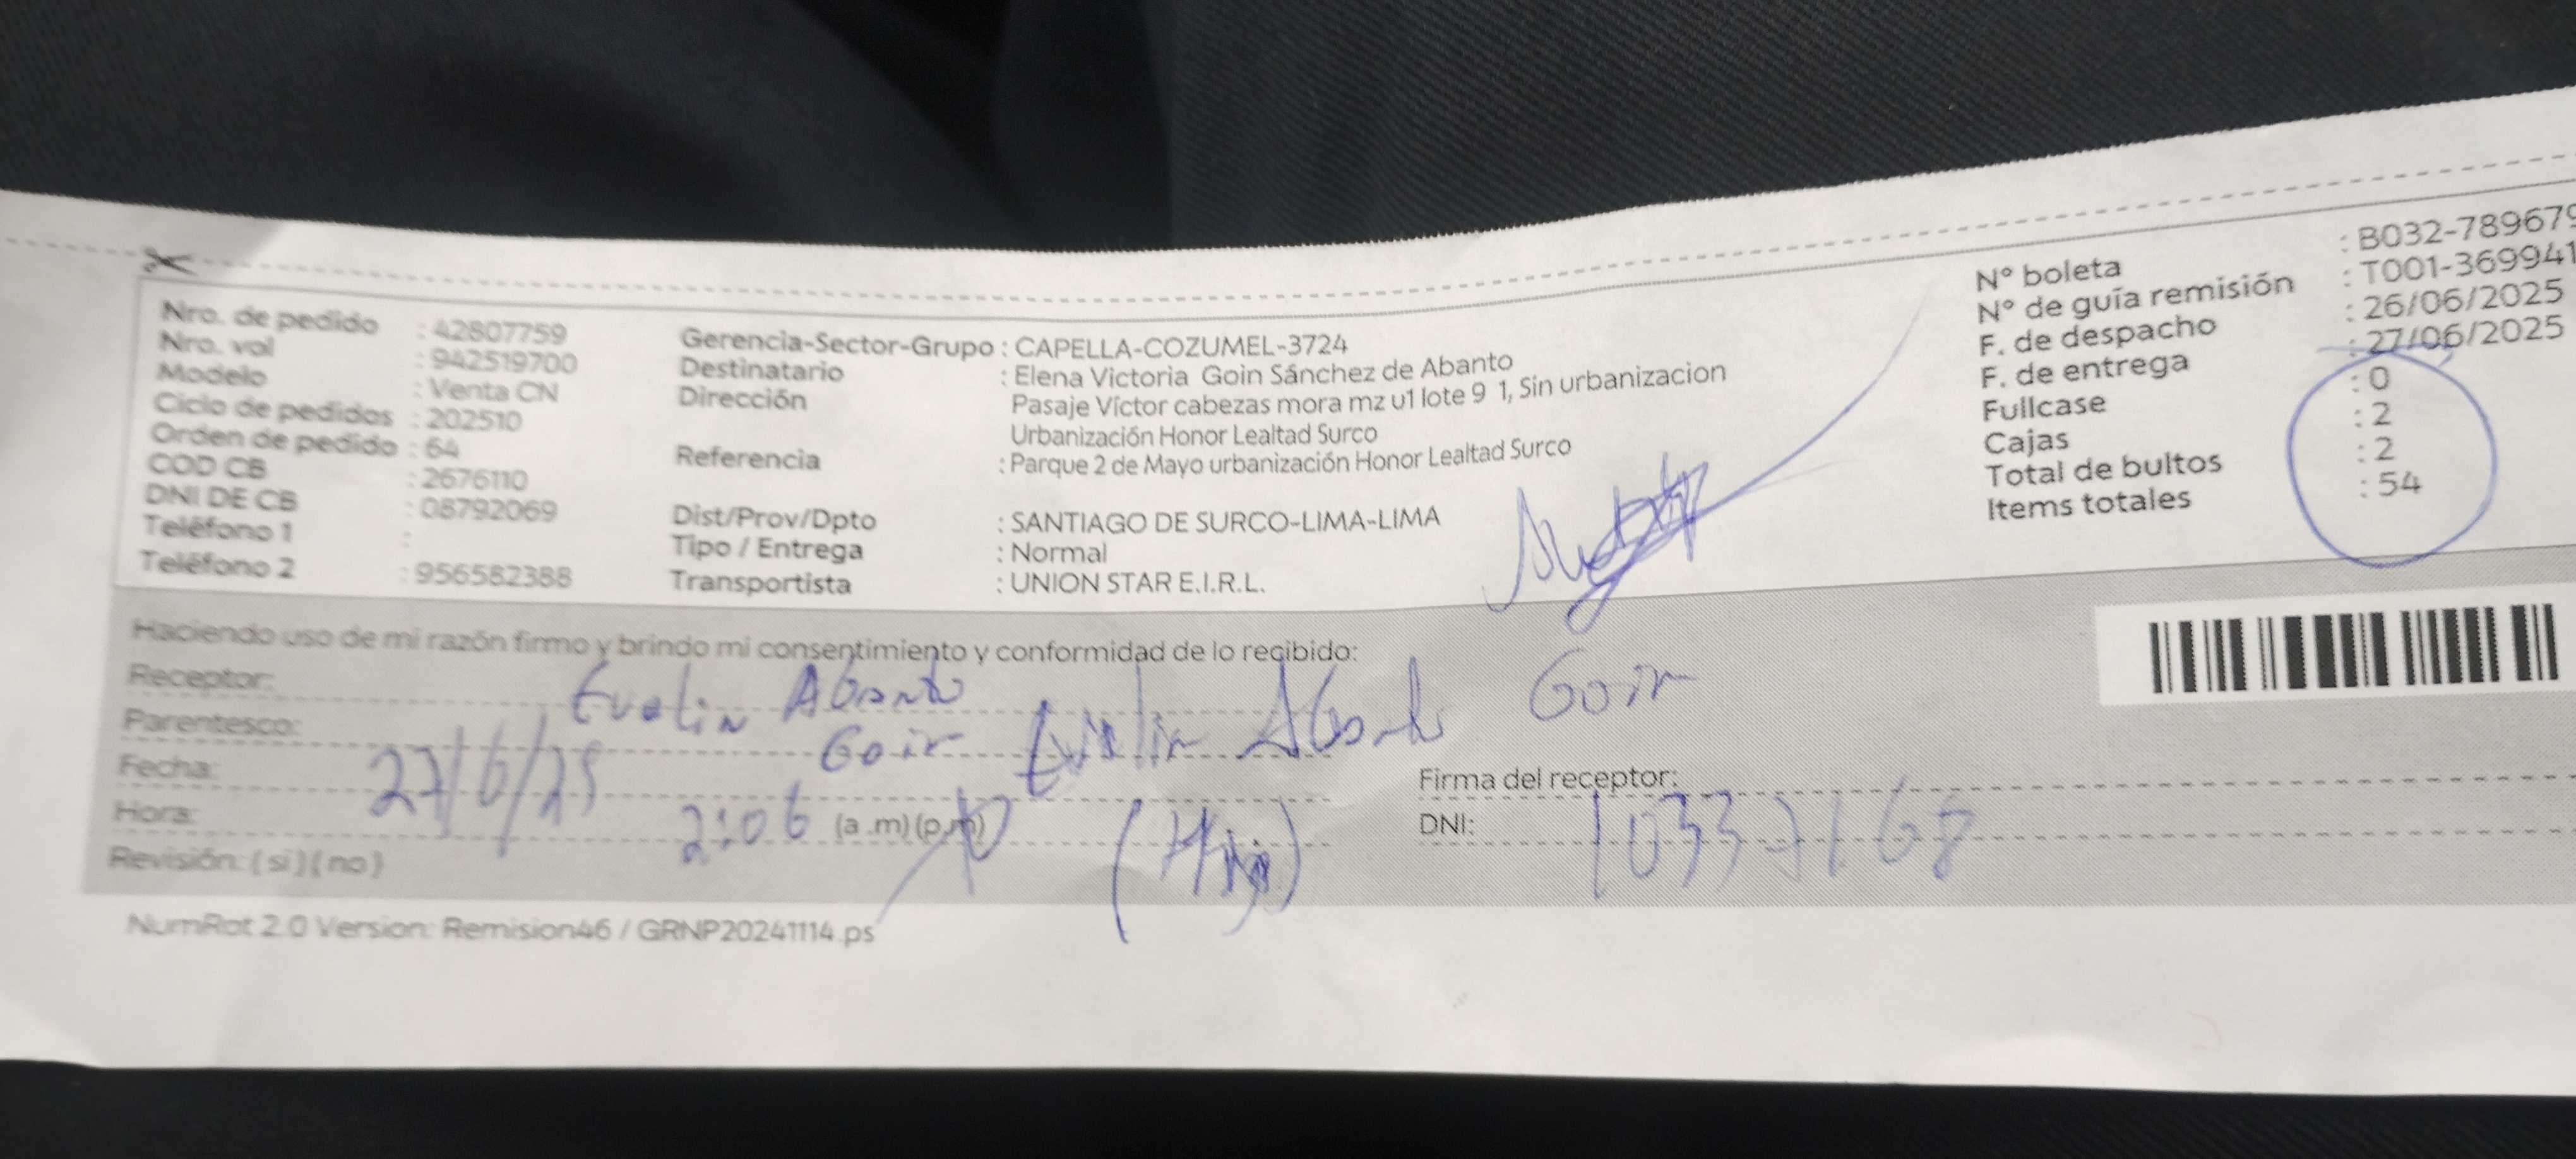 Nro. de pedido : 42807759
Nro. vol : 942519700
Modelo : Venta CN
Ciclo de pedidos : 202510
Orden de pedido : 64
COD CB : 2676110
DNI DE CB : 08792069
Teléfono 1 :
Teléfono 2 : 956582388
Gerencia-Sector-Grupo : CAPELLA-COZUMEL-3724
Destinatario : Elena Victoria Goin Sánchez de Abanto
Dirección : Pasaje Víctor cabezas mora mz u1 lote 9 1, Sin urbanizacion
Urbanización Honor Lealtad Surco
Referencia : Parque 2 de Mayo urbanización Honor Lealtad Surco
Dist/Prov/Dpto : SANTIAGO DE SURCO-LIMA-LIMA
Tipo / Entrega : Normal
Transportista : UNION STAR E.I.R.L.
N° boleta : B032-789679
N° de guía remisión : T001-369941
F. de despacho : 26/06/2025
F. de entrega : 27/06/2025
Fullcase : 0
Cajas : 2
Total de bultos : 2
Items totales : 54
Haciendo uso de mi razón firmo y brindo mi consentimiento y conformidad de lo recibido:
Receptor: Evelin Abanto
Goin
Evelin Abanto Goin
Parentesco: (Hija)
Fecha: 27/6/25
Hora: 2:06 (a .m) (p.m)
Revisión: ( si ) ( no )
Firma del receptor:
DNI:
NumRot 2.0 Version: Remision46 / GRNP20241114.ps